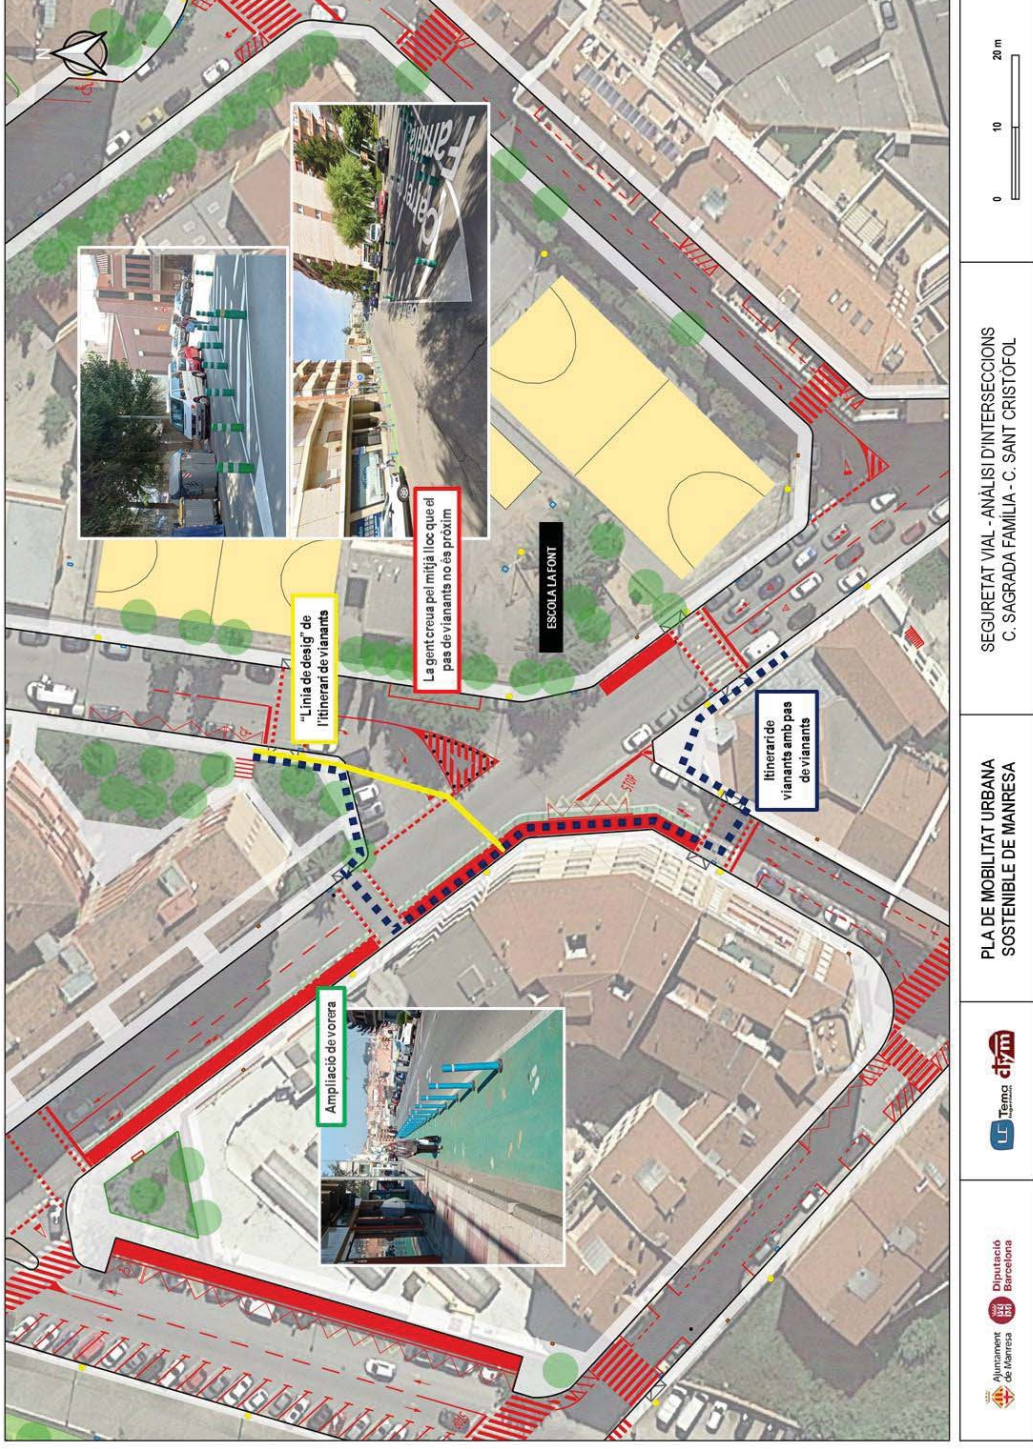 "Línia de desig" de
l'itinerari de vianants
La gent creua pel mitjà lloc que el
pas de vianants no és pròxim
ESCOLA LA FONT
Itinerari de
vianants amb pas
de vianants
Ampliació de vorera
STOP
N
Ajuntament
de Manresa
Diputació
Barcelona
Tema
dym
PLA DE MOBILITAT URBANA
SOSTENIBLE DE MANRESA
SEGURETAT VIAL - ANÀLISI D'INTERSECCIONS
C. SAGRADA FAMILIA - C. SANT CRISTÒFOL
0 10 20 m